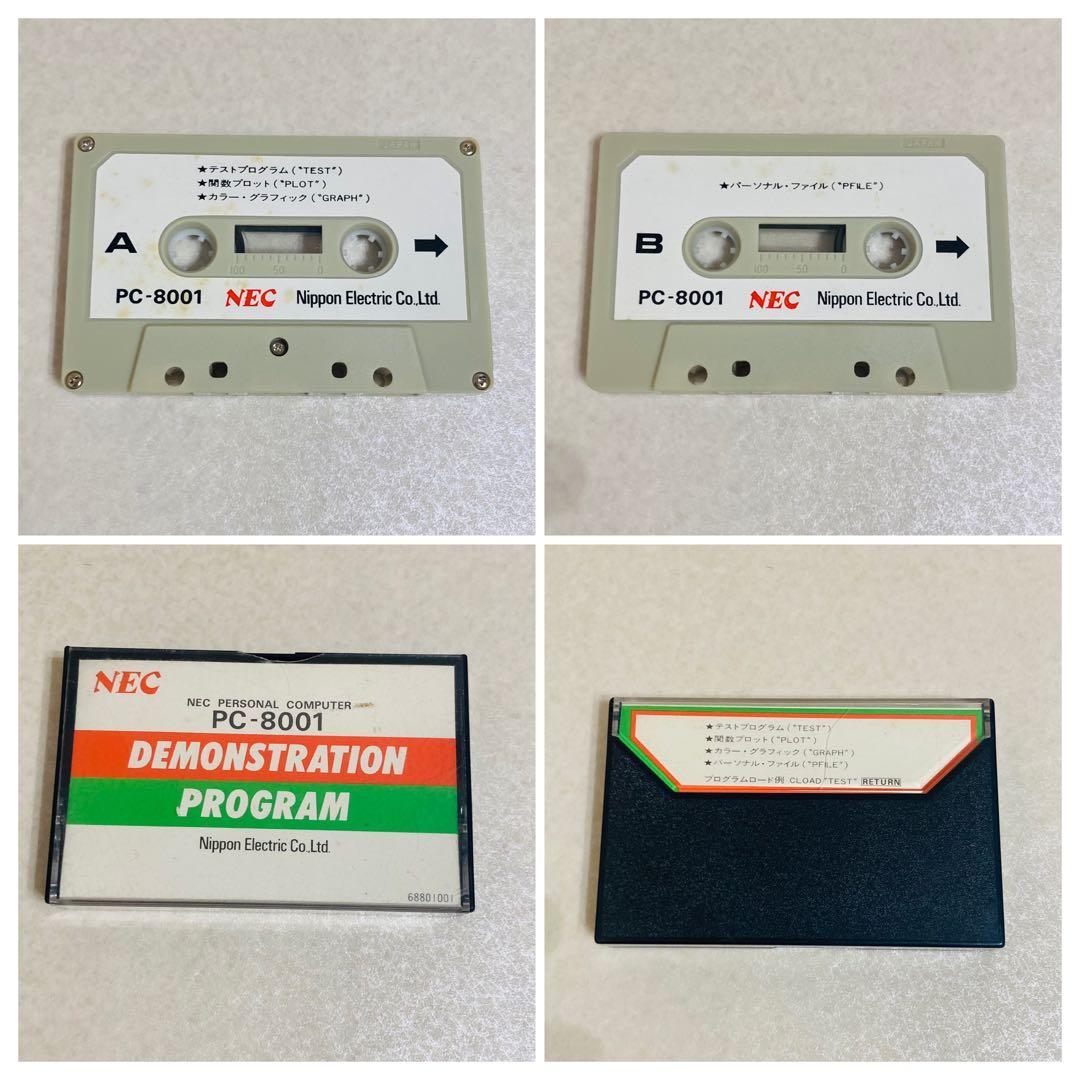 JAPAN
★テストプログラム("TEST")
★関数プロット("PLOT")
★カラー・グラフィック("GRAPH")
A
100 50 0
PC-8001 NEC Nippon Electric Co.,Ltd.
JAPAN
★パーソナル・ファイル("PFILE")
B
100 50 0
PC-8001 NEC Nippon Electric Co.,Ltd.
NEC
NEC PERSONAL COMPUTER
PC-8001
DEMONSTRATION
PROGRAM
Nippon Electric Co.,Ltd.
68801001
★テストプログラム("TEST")
★関数プロット("PLOT")
★カラー・グラフィック("GRAPH")
★パーソナル・ファイル("PFILE")
プログラムロード例 CLOAD"TEST" RETURN